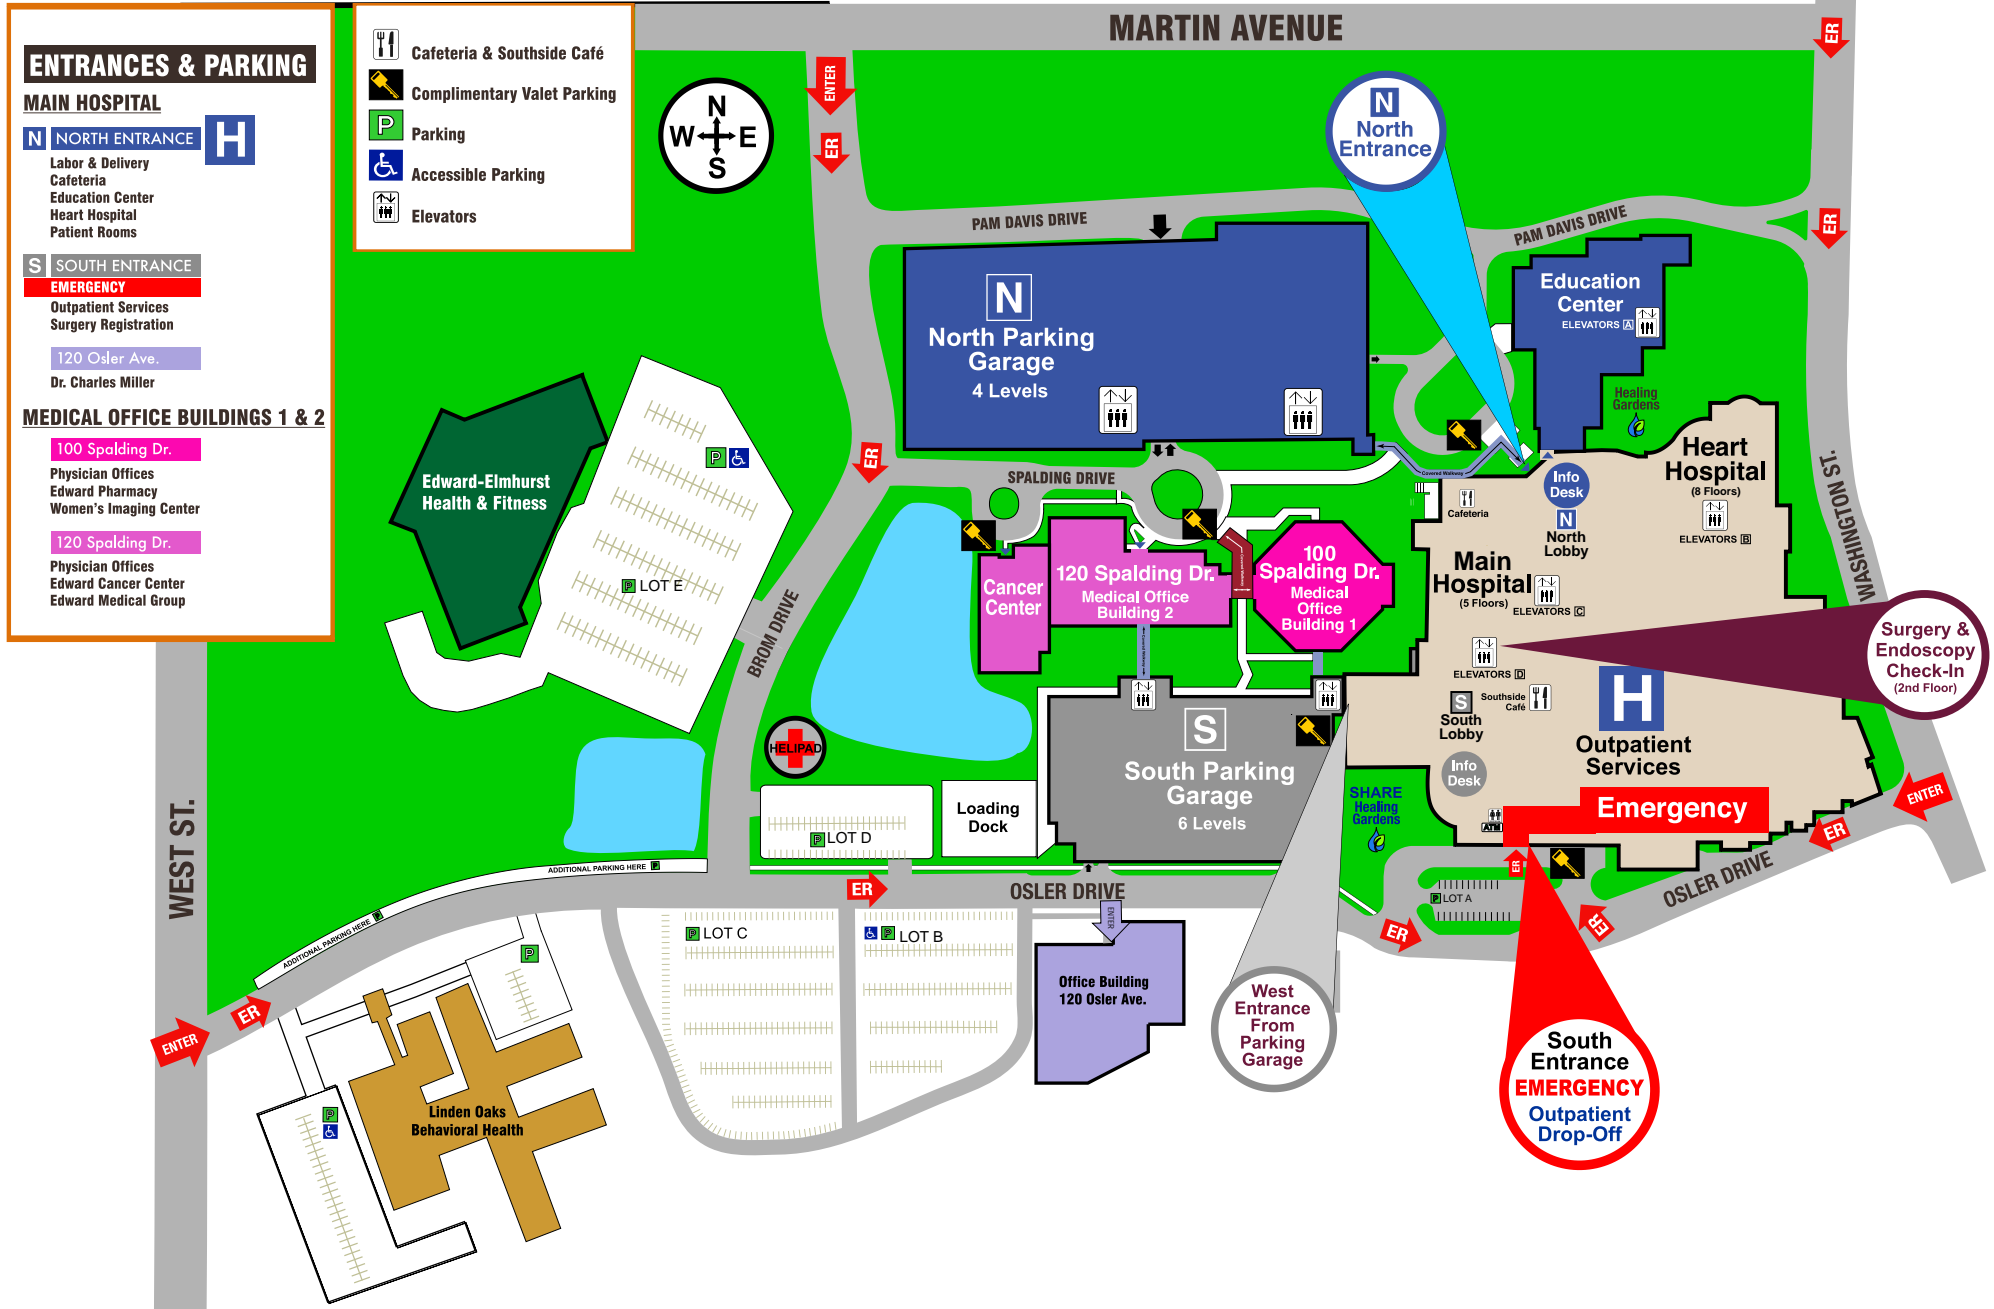 ENTRANCES & PARKING
MAIN HOSPITAL
N NORTH ENTRANCE H
Labor & Delivery
Cafeteria
Education Center
Heart Hospital
Patient Rooms
S SOUTH ENTRANCE
EMERGENCY
Outpatient Services
Surgery Registration
120 Osler Ave.
Dr. Charles Miller
MEDICAL OFFICE BUILDINGS 1 & 2
100 Spalding Dr.
Physician Offices
Edward Pharmacy
Women's Imaging Center
120 Spalding Dr.
Physician Offices
Edward Cancer Center
Edward Medical Group
Cafeteria & Southside Café
Complimentary Valet Parking
P Parking
Accessible Parking
Elevators
N
W E
S
MARTIN AVENUE
ENTER
ER
ER
ER
PAM DAVIS DRIVE
PAM DAVIS DRIVE
N
North
Entrance
N
North Parking
Garage
4 Levels
Education
Center
ELEVATORS A
Healing
Gardens
Heart
Hospital
(8 Floors)
ELEVATORS B
WASHINGTON ST.
ER
SPALDING DRIVE
Covered Walkway
Info
Desk
N
North
Lobby
Cafeteria
Main
Hospital
(5 Floors)
ELEVATORS C
ELEVATORS D
Surgery &
Endoscopy
Check-In
(2nd Floor)
Edward-Elmhurst
Health & Fitness
P
P LOT E
BROM DRIVE
Cancer
Center
120 Spalding Dr.
Medical Office
Building 2
Covered Walkway
Covered Walkway
100
Spalding Dr.
Medical
Office
Building 1
S
South
Lobby
Southside
Café
H
Outpatient
Services
Info
Desk
Emergency
ATM
HELIPAD
S
South Parking
Garage
6 Levels
SHARE
Healing
Gardens
P LOT D
Loading
Dock
ENTER
ER
OSLER DRIVE
WEST ST.
ADDITIONAL PARKING HERE P
ADDITIONAL PARKING HERE P
ER
OSLER DRIVE
ER
P LOT A
ER
ER
P LOT C
P LOT B
ENTER
Office Building
120 Osler Ave.
West
Entrance
From
Parking
Garage
P
ER
ENTER
P
Linden Oaks
Behavioral Health
South
Entrance
EMERGENCY
Outpatient
Drop-Off